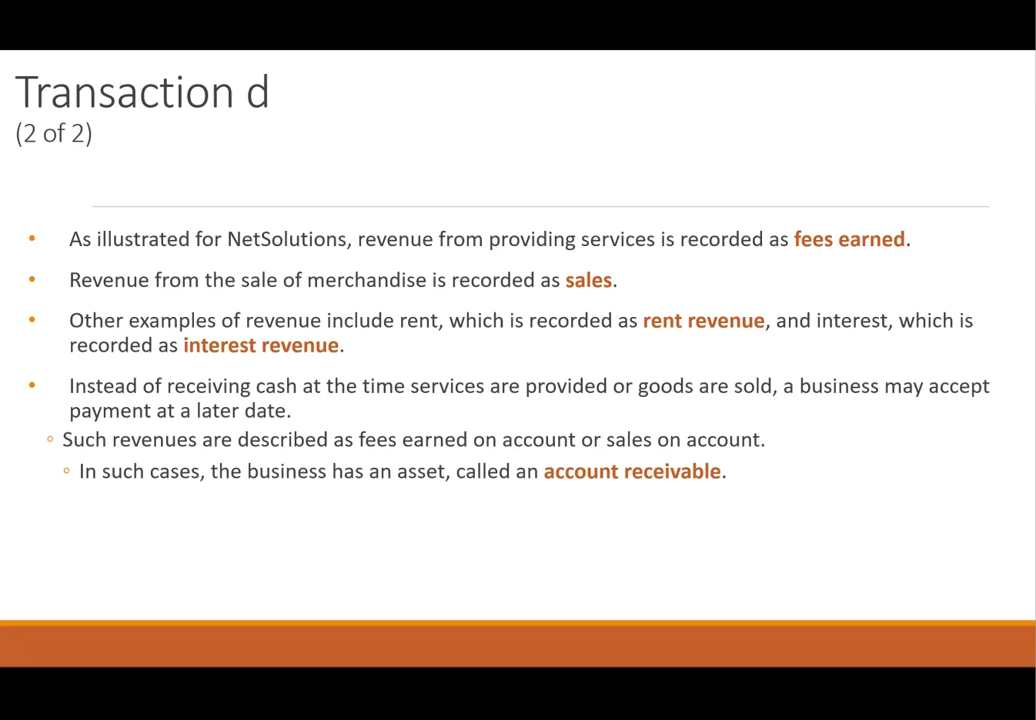 Transaction d
(2 of 2)
• As illustrated for NetSolutions, revenue from providing services is recorded as fees earned.
• Revenue from the sale of merchandise is recorded as sales.
• Other examples of revenue include rent, which is recorded as rent revenue, and interest, which is
recorded as interest revenue.
• Instead of receiving cash at the time services are provided or goods are sold, a business may accept
payment at a later date.
◦ Such revenues are described as fees earned on account or sales on account.
◦ In such cases, the business has an asset, called an account receivable.